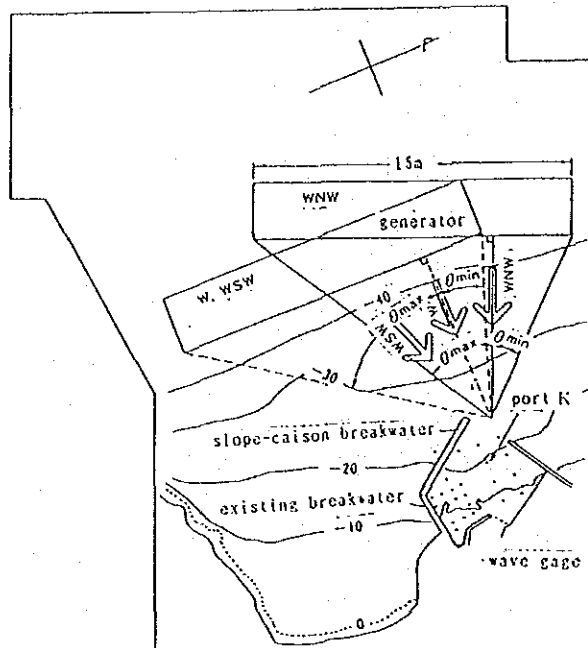 15m
WNW
generator
W. WSW
-40
θmax
θmin
WNW
W
WSW
θmax
θmin
-30
port K
slope-caison breakwater
-20
existing breakwater
-10
wave gage
0